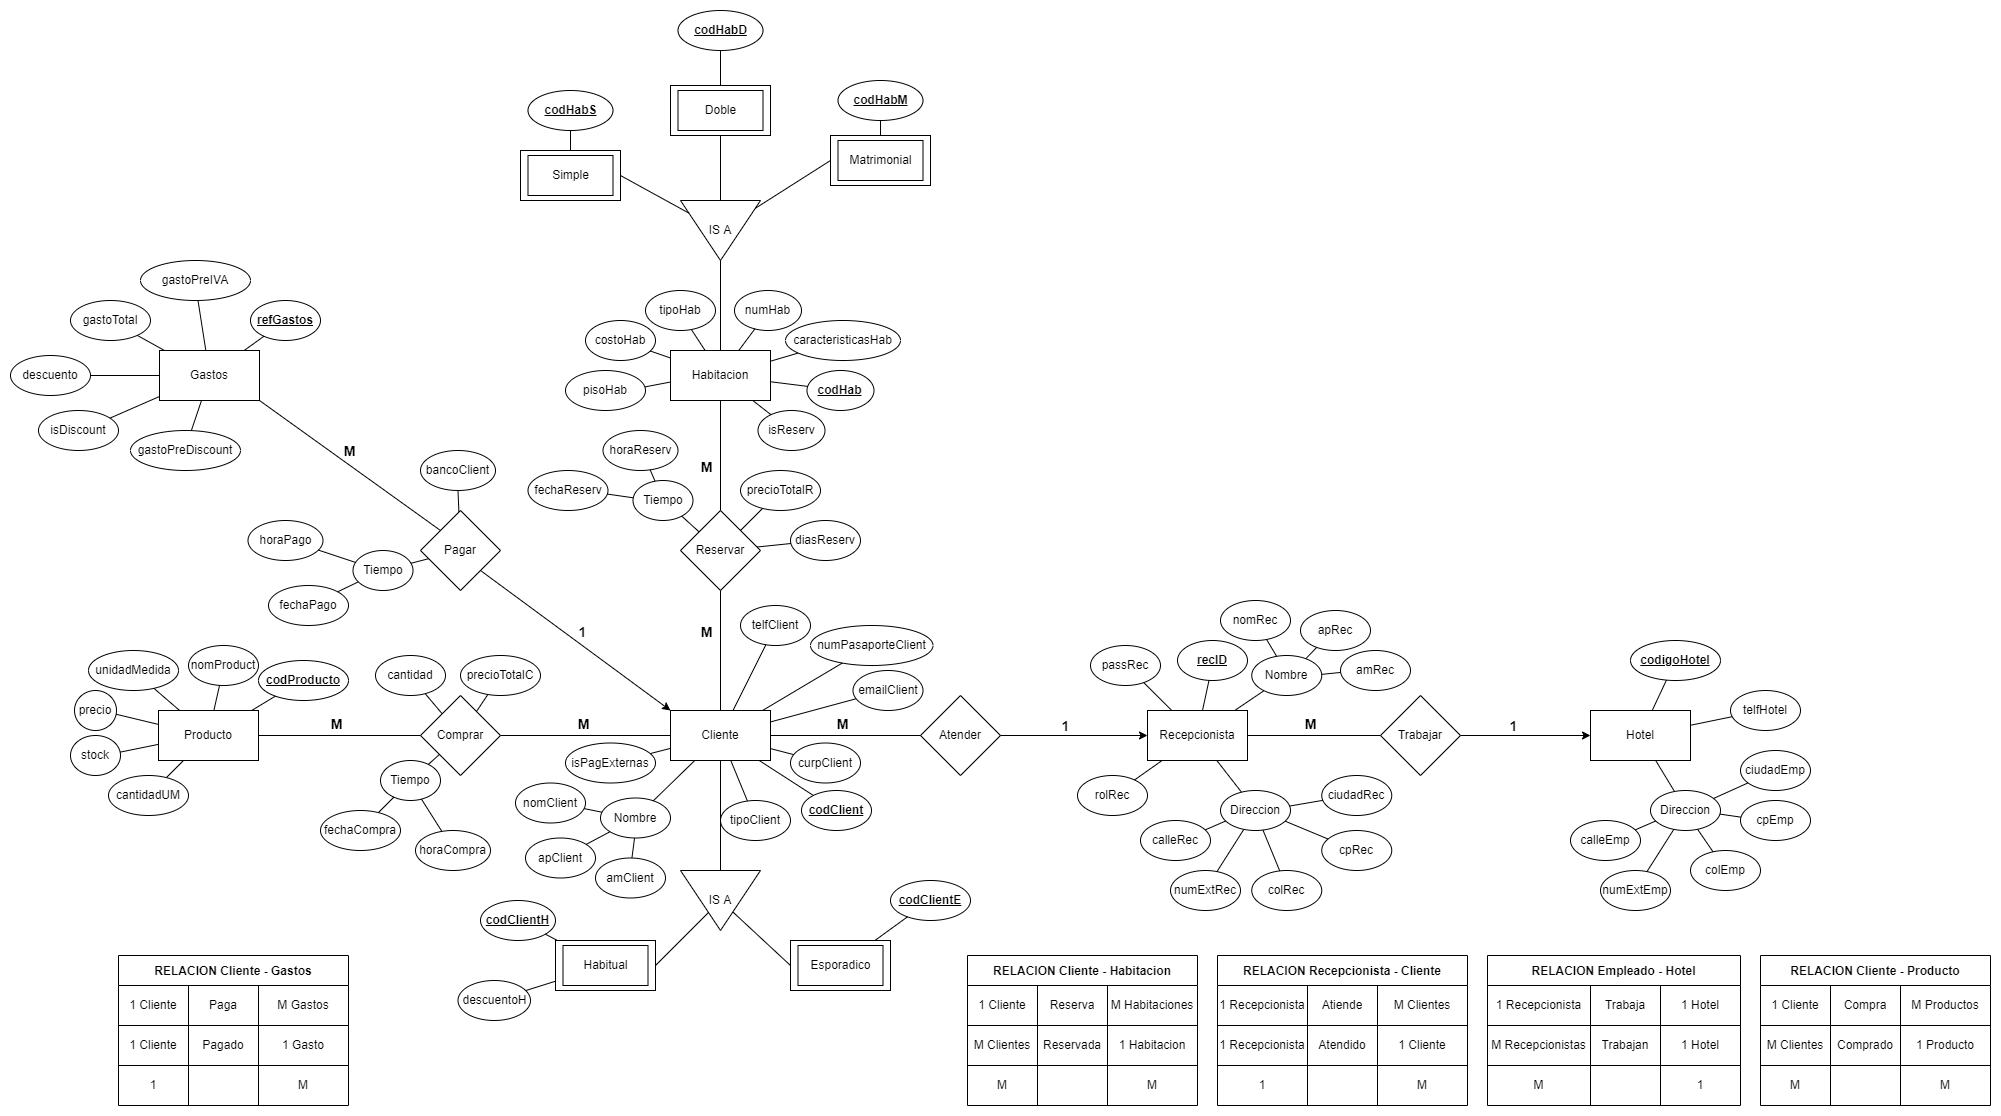 codHabD
codHabS
Doble
codHabM
Simple
Matrimonial
IS A
gastoPreIVA
gastoTotal
refGastos
descuento
Gastos
isDiscount
gastoPreDiscount
tipoHab
numHab
costoHab
caracteristicasHab
pisoHab
Habitacion
codHab
isReserv
M
bancoClient
horaReserv
M
fechaReserv
Tiempo
precioTotalR
horaPago
Pagar
Reservar
diasReserv
Tiempo
fechaPago
1
M
telfClient
numPasaporteClient
emailClient
unidadMedida
nomProduct
codProducto
precio
stock
cantidadUM
Producto
M
cantidad
precioTotalC
Comprar
M
Tiempo
fechaCompra
horaCompra
Cliente
isPagExternas
curpClient
nomClient
Nombre
apClient
amClient
tipoClient
codClient
M
Atender
1
passRec
recID
nomRec
apRec
Nombre
amRec
Recepcionista
rolRec
Direccion
ciudadRec
calleRec
cpRec
numExtRec
colRec
M
Trabajar
1
codigoHotel
telfHotel
Hotel
Direccion
ciudadEmp
cpEmp
calleEmp
colEmp
numExtEmp
IS A
codClientH
codClientE
Habitual
Esporadico
descuentoH
RELACION Cliente - Gastos
1 Cliente Paga M Gastos
1 Cliente Pagado 1 Gasto
1 M
RELACION Cliente - Habitacion
1 Cliente Reserva M Habitaciones
M Clientes Reservada 1 Habitacion
M M
RELACION Recepcionista - Cliente
1 Recepcionista Atiende M Clientes
1 Recepcionista Atendido 1 Cliente
1 M
RELACION Empleado - Hotel
1 Recepcionista Trabaja 1 Hotel
M Recepcionistas Trabajan 1 Hotel
M 1
RELACION Cliente - Producto
1 Cliente Compra M Productos
M Clientes Comprado 1 Producto
M M